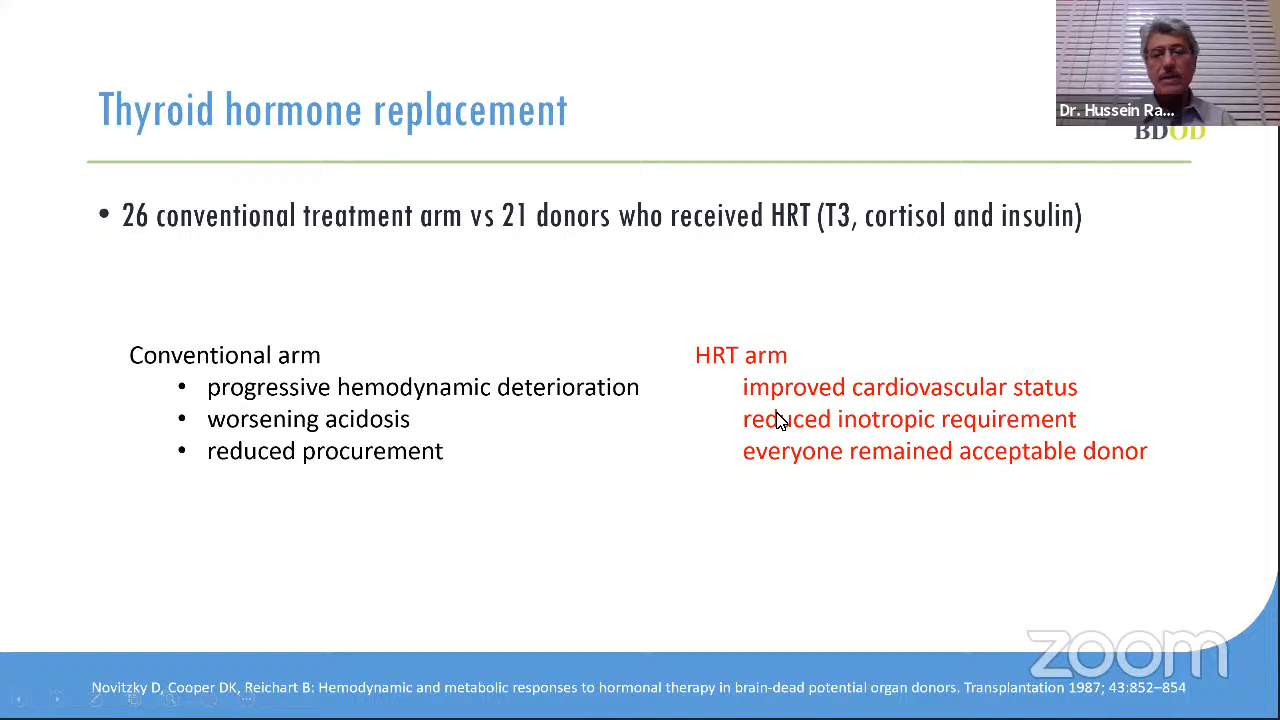 Dr. Hussein Ra...
BDOD
Thyroid hormone replacement
• 26 conventional treatment arm vs 21 donors who received HRT (T3, cortisol and insulin)
Conventional arm
• progressive hemodynamic deterioration
• worsening acidosis
• reduced procurement
HRT arm
improved cardiovascular status
reduced inotropic requirement
everyone remained acceptable donor
zoom
Novitzky D, Cooper DK, Reichart B: Hemodynamic and metabolic responses to hormonal therapy in brain-dead potential organ donors. Transplantation 1987; 43:852–854